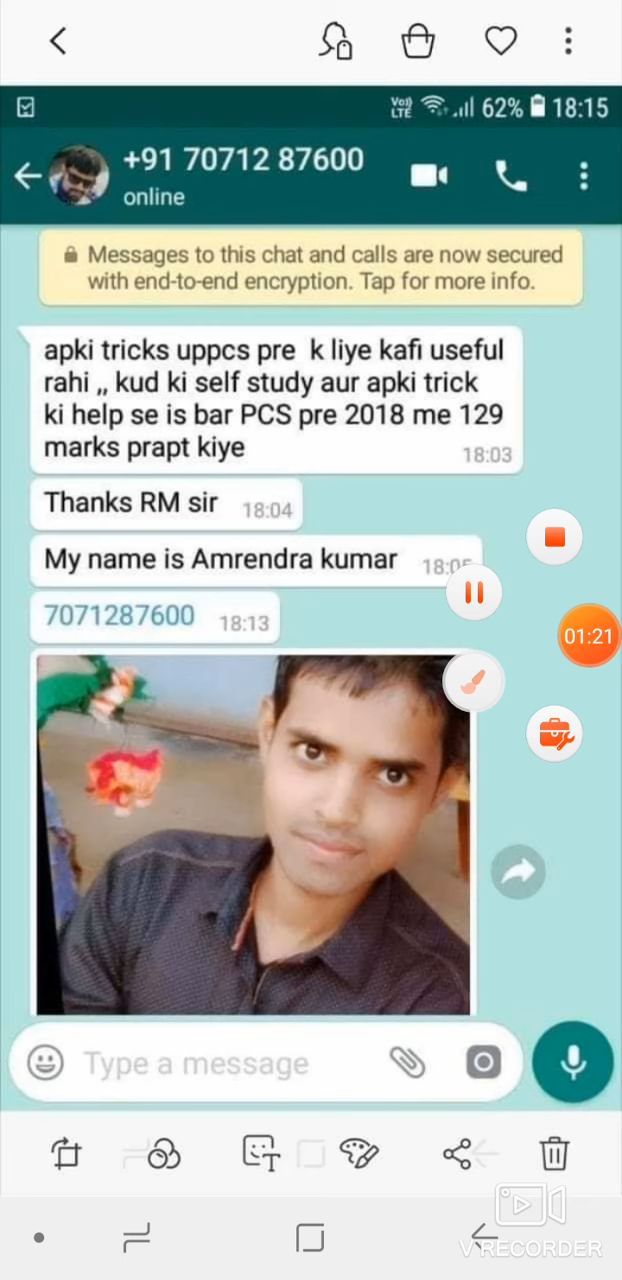 Vo))
LTE
62%
18:15
+91 70712 87600
online
Messages to this chat and calls are now secured
with end-to-end encryption. Tap for more info.
apki tricks uppcs pre k liye kafi useful
rahi ,, kud ki self study aur apki trick
ki help se is bar PCS pre 2018 me 129
marks prapt kiye
18:03
Thanks RM sir 18:04
My name is Amrendra kumar
7071287600 18:13
01:21
Type a message
T
V RECORDER